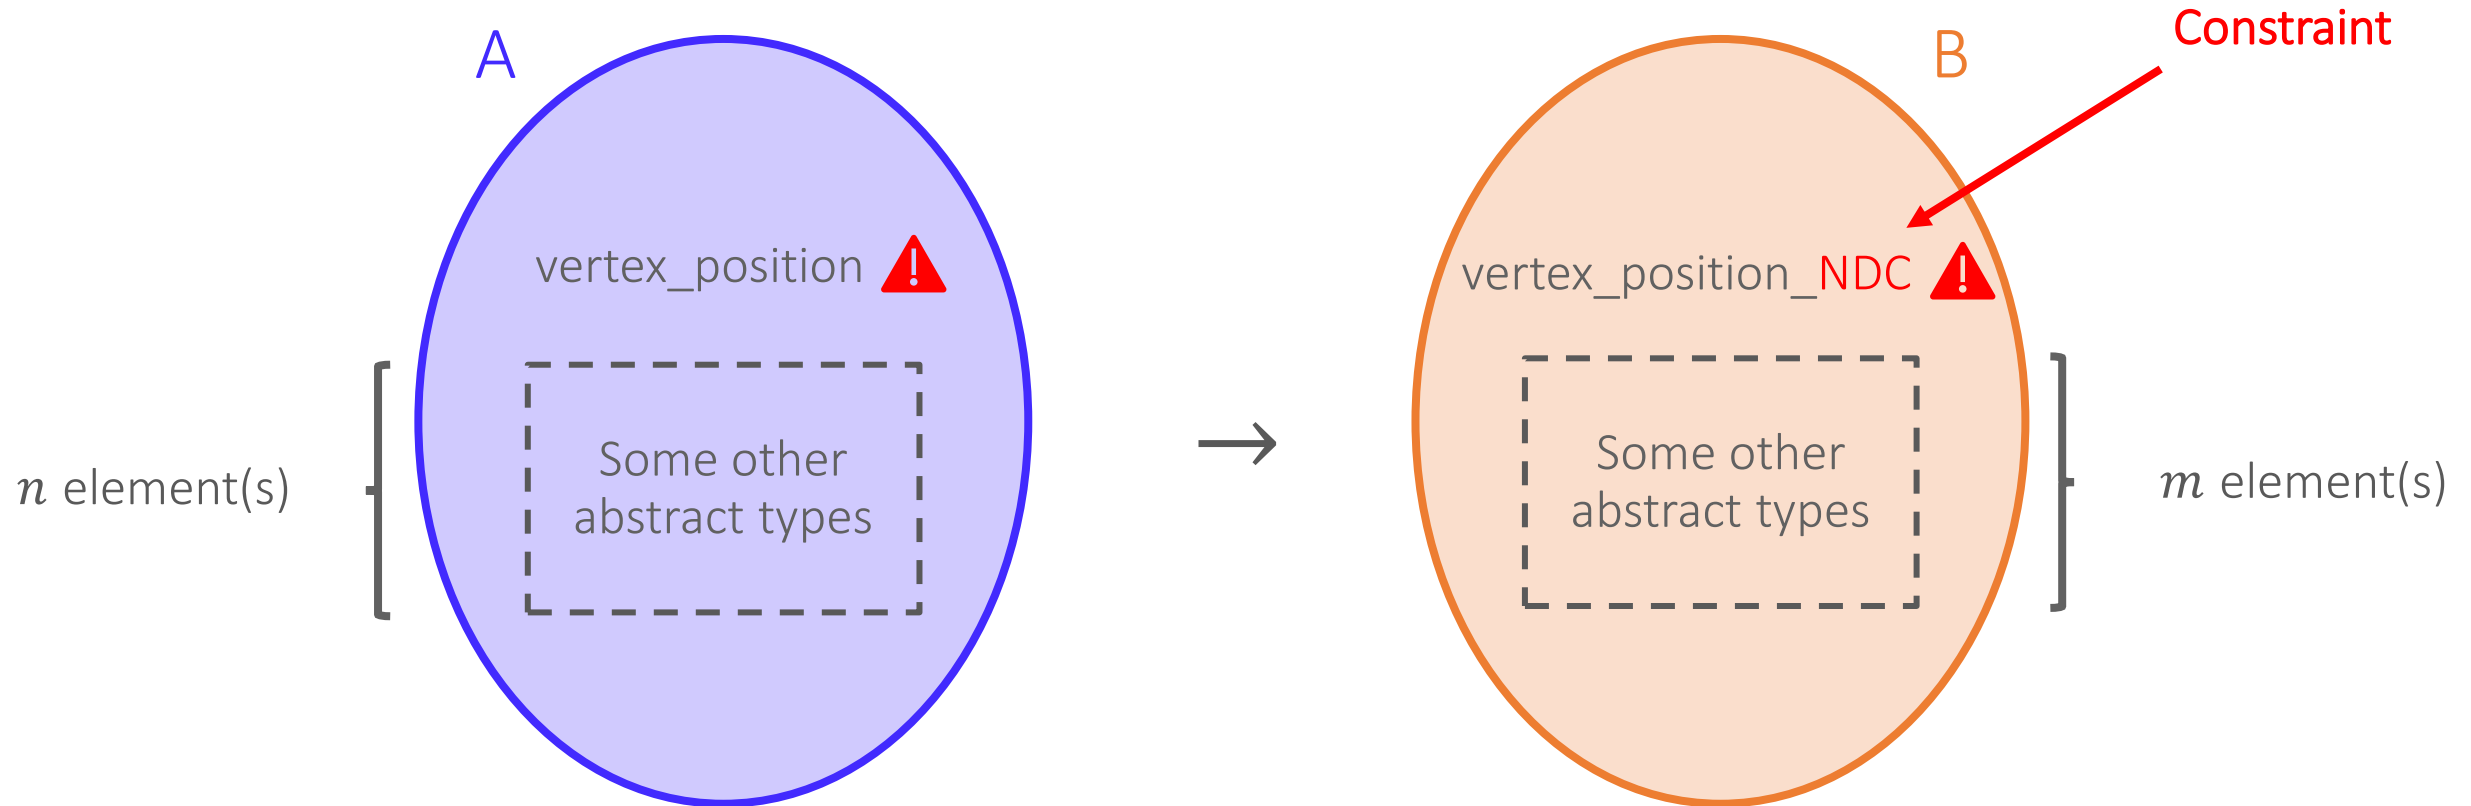 A
B
Constraint
vertex_position
vertex_position_NDC
Some other
abstract types
Some other
abstract types
n element(s)
→
m element(s)